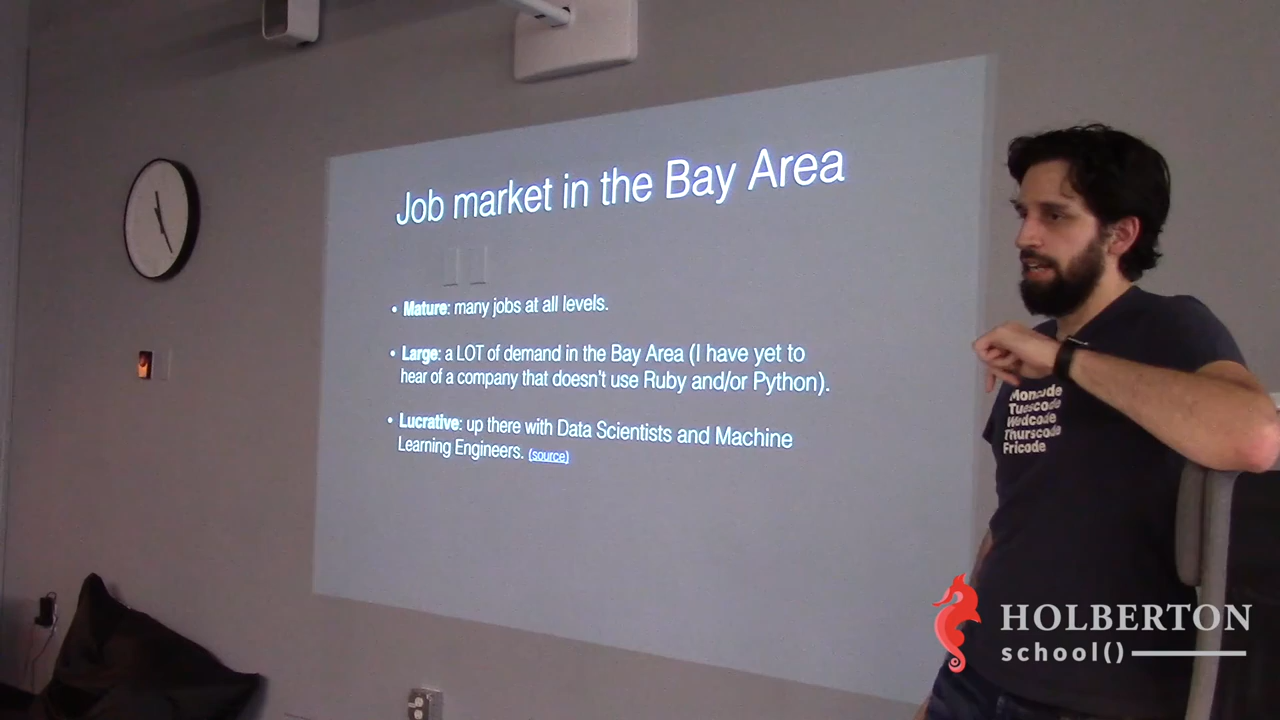 Job market in the Bay Area
• Mature: many jobs at all levels.
• Large: a LOT of demand in the Bay Area (I have yet to
hear of a company that doesn't use Ruby and/or Python).
• Lucrative: up there with Data Scientists and Machine
Learning Engineers. (source)
Moncode
Tuescode
Wedcode
Thurscode
Fricode
HOLBERTON
school()